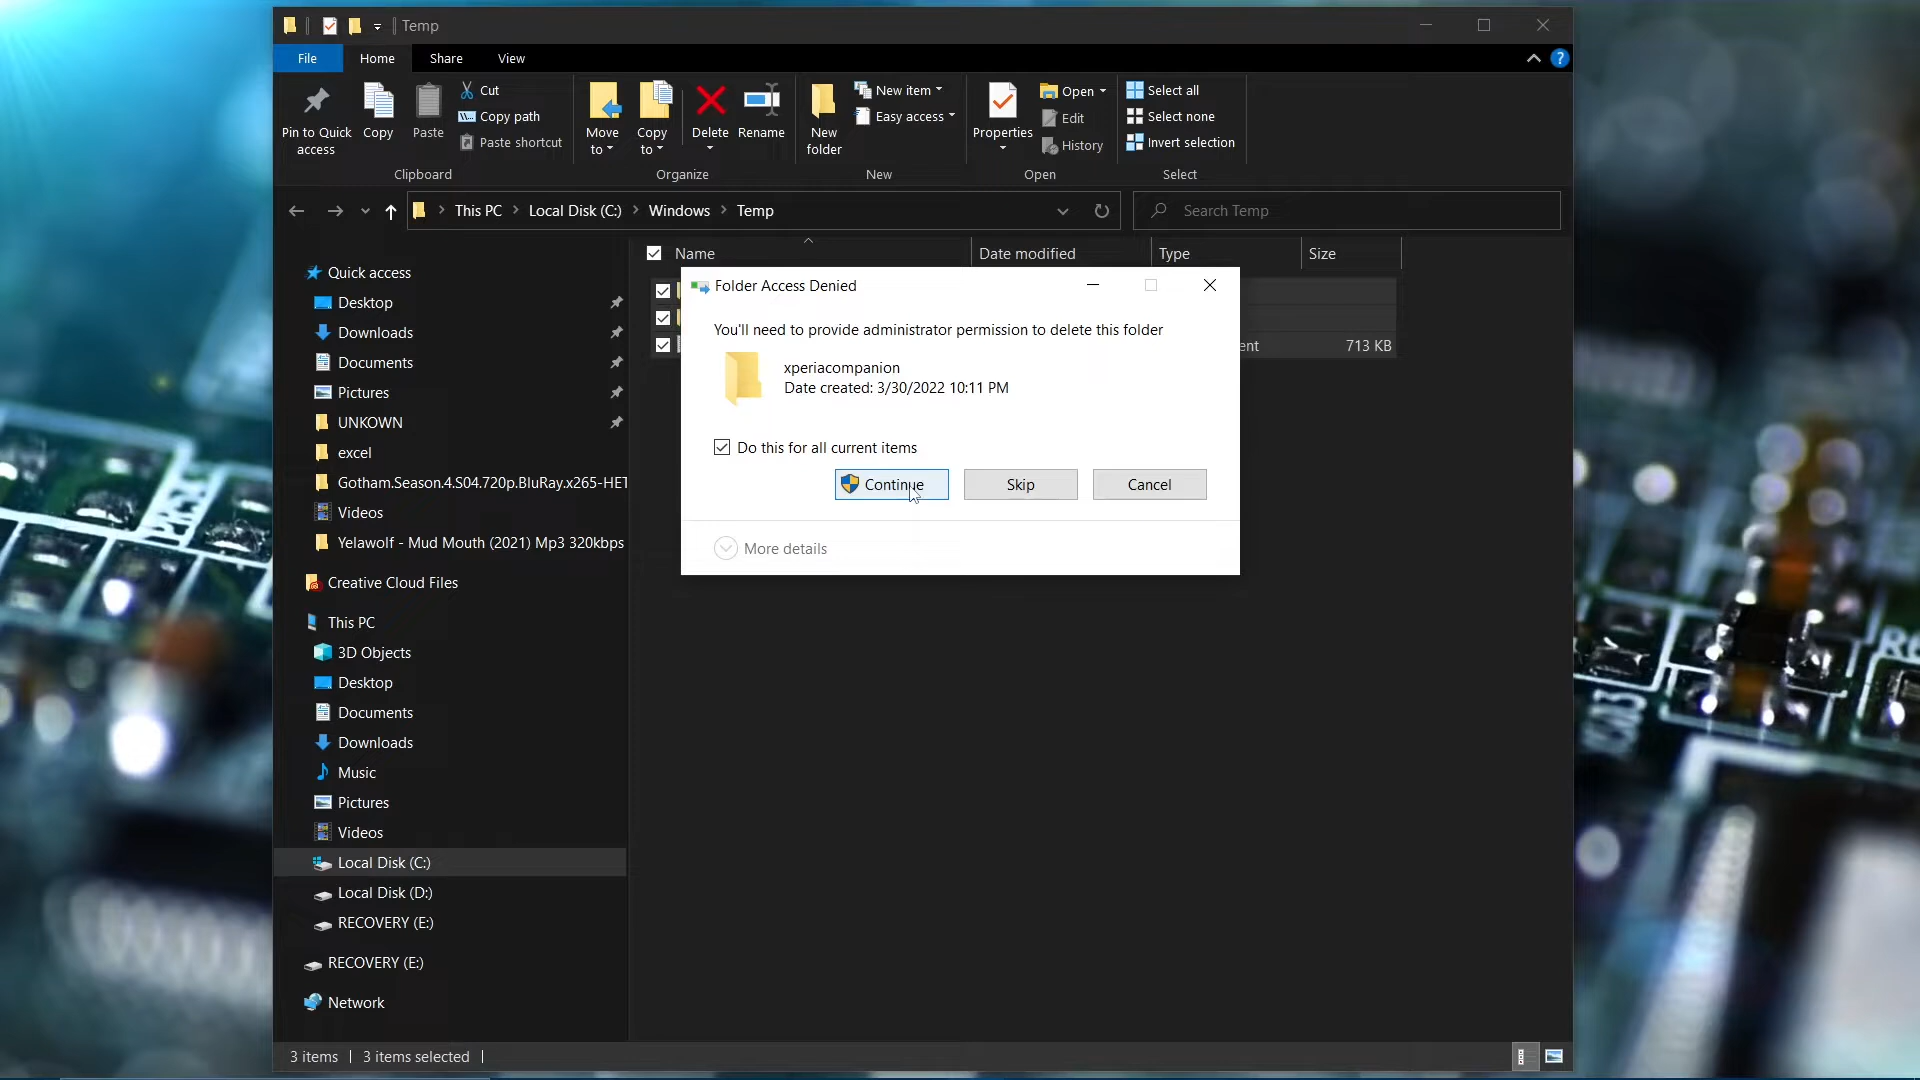 Temp
File Home Share View
Pin to Quick access
Copy
Paste
Cut
Copy path
Paste shortcut
Clipboard
Move to
Copy to
Delete
Rename
Organize
New folder
New item
Easy access
New
Properties
Open
Edit
History
Open
Select all
Select none
Invert selection
Select
This PC Local Disk (C:) Windows Temp
Search Temp
Name Date modified Type Size
Quick access
Desktop
Downloads
Documents
Pictures
UNKOWN
excel
Gotham.Season.4.S04.720p.BluRay.x265-HET
Videos
Yelawolf - Mud Mouth (2021) Mp3 320kbps
Creative Cloud Files
This PC
3D Objects
Desktop
Documents
Downloads
Music
Pictures
Videos
Local Disk (C:)
Local Disk (D:)
RECOVERY (E:)
RECOVERY (E:)
Network
ent 713 KB
Folder Access Denied
You'll need to provide administrator permission to delete this folder
xperiacompanion
Date created: 3/30/2022 10:11 PM
Do this for all current items
Continue Skip Cancel
More details
3 items 3 items selected